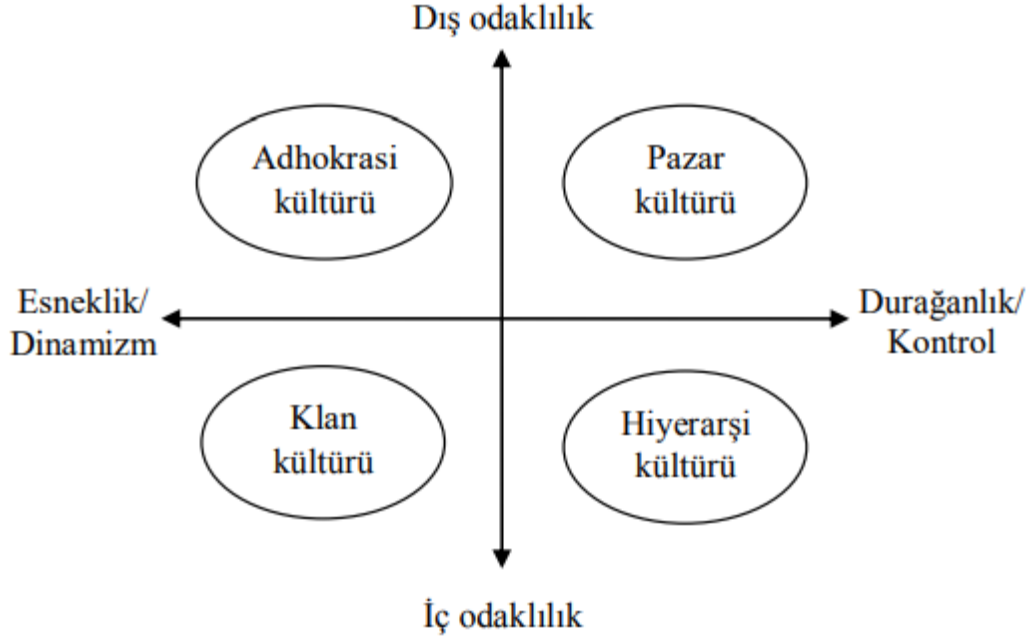 Dış odaklılık
Adhokrasi
kültürü
Pazar
kültürü
Esneklik/
Dinamizm
Durağanlık/
Kontrol
Klan
kültürü
Hiyerarşi
kültürü
İç odaklılık